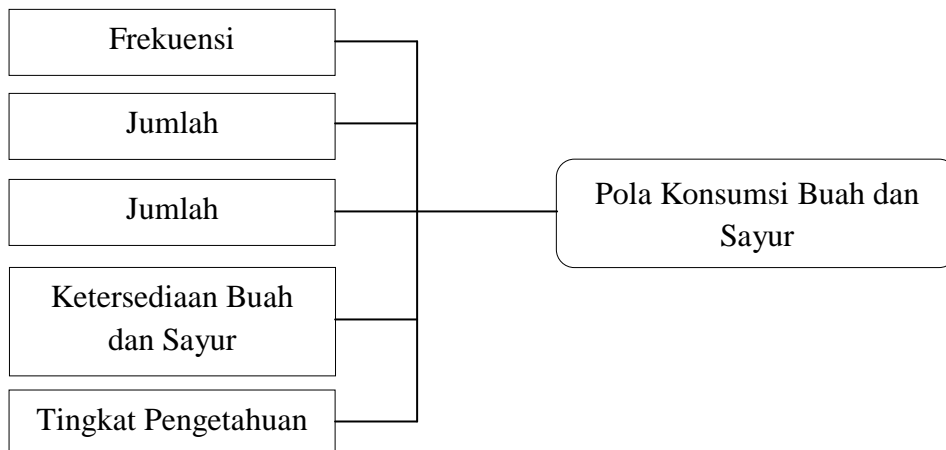 Frekuensi
Jumlah
Jumlah
Ketersediaan Buah
dan Sayur
Tingkat Pengetahuan
Pola Konsumsi Buah dan
Sayur